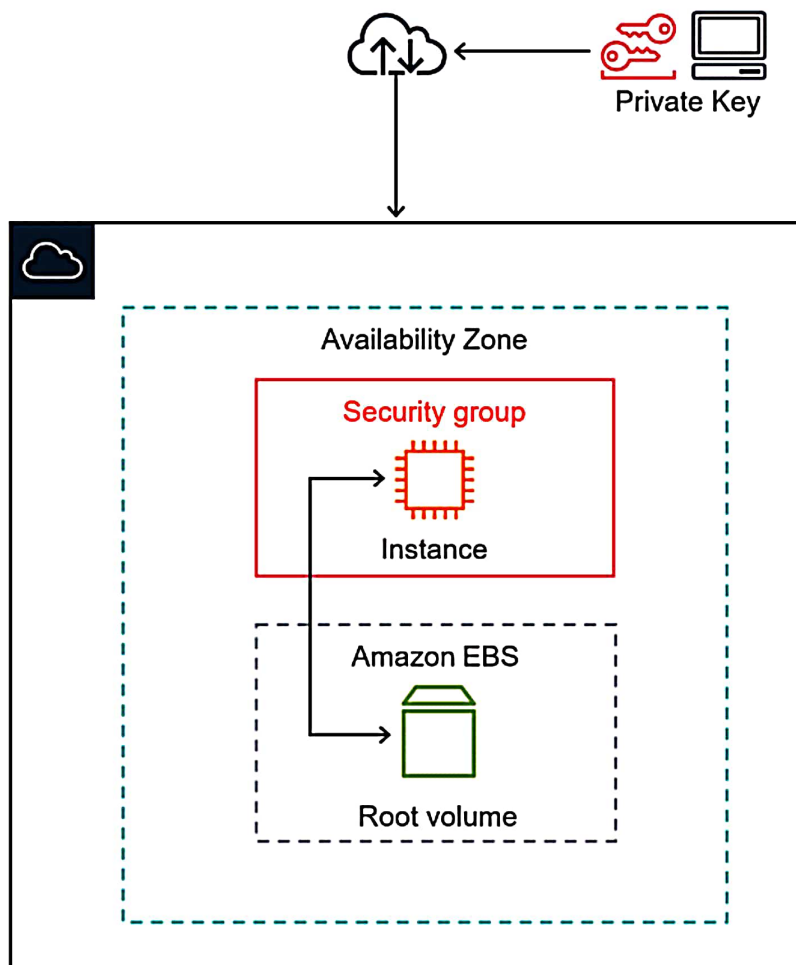 Private Key
Availability Zone
Security group
Instance
Amazon EBS
Root volume